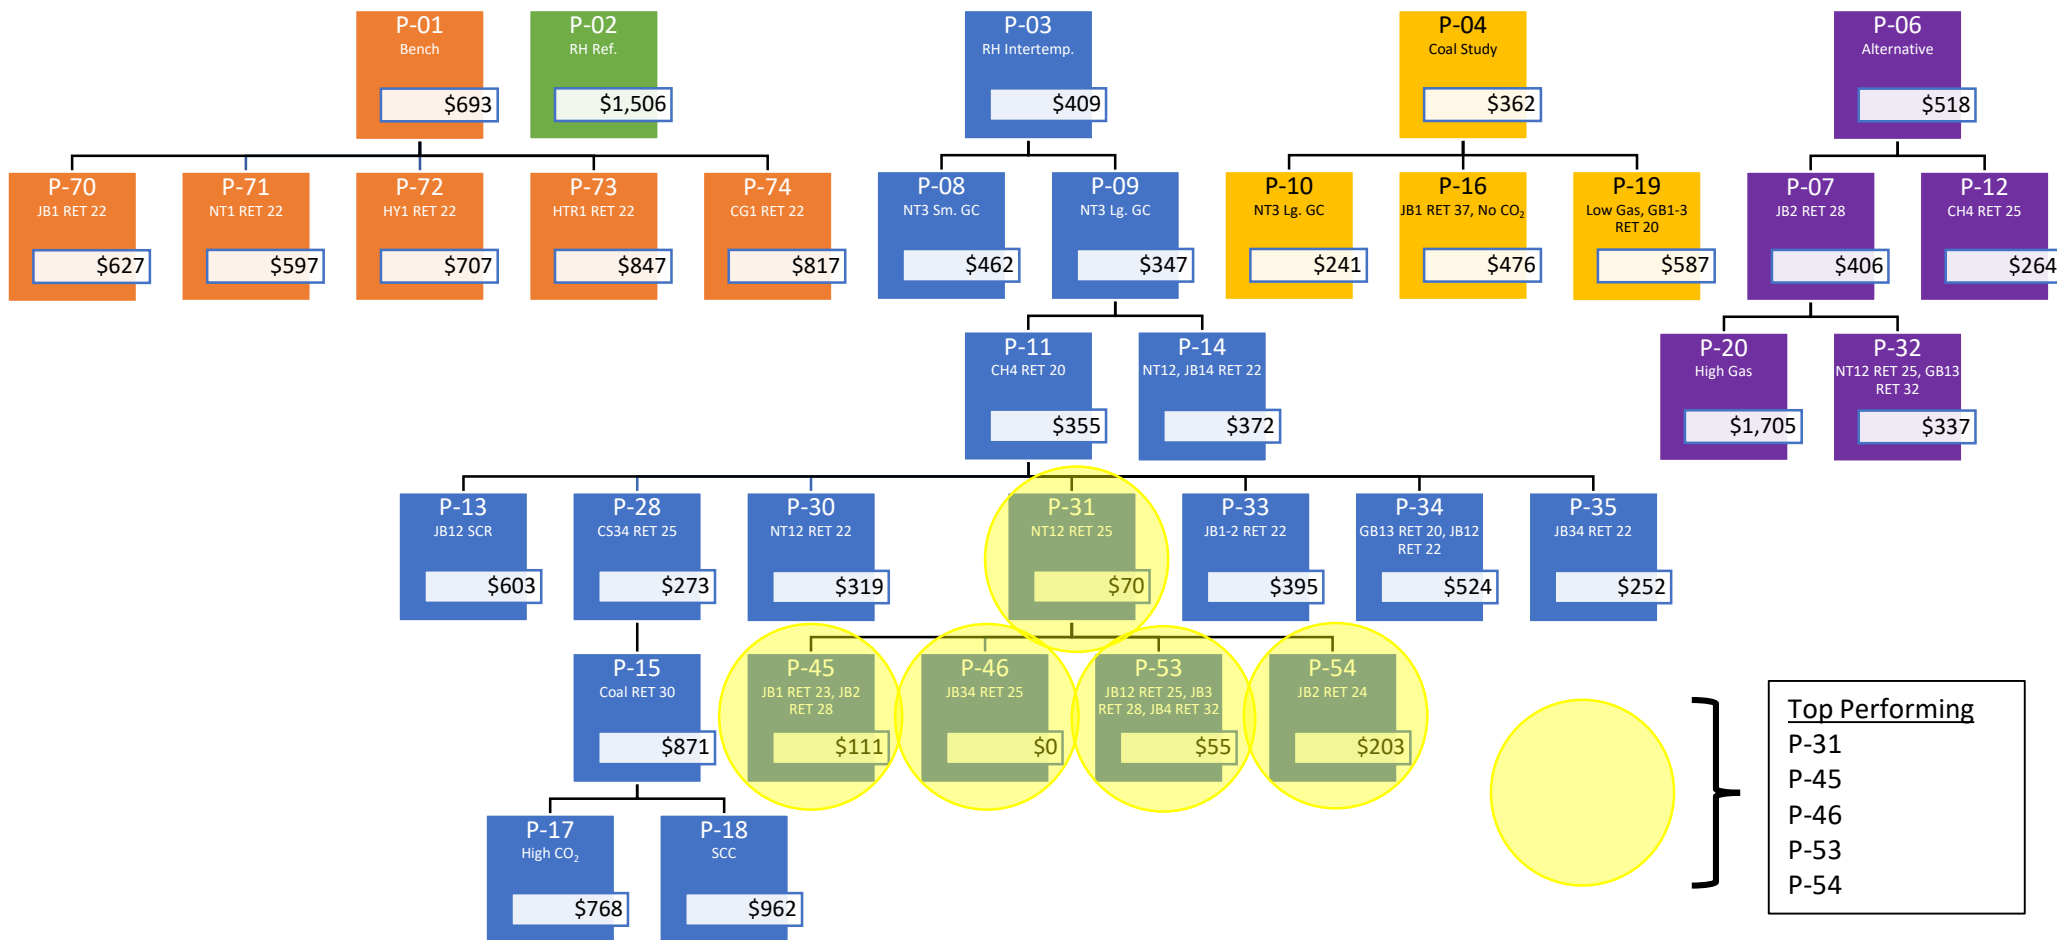 P-01
Bench
$693
P-02
RH Ref.
$1,506
P-03
RH Intertemp.
$409
P-04
Coal Study
$362
P-06
Alternative
$518
P-70
JB1 RET 22
$627
P-71
NT1 RET 22
$597
P-72
HY1 RET 22
$707
P-73
HTR1 RET 22
$847
P-74
CG1 RET 22
$817
P-08
NT3 Sm. GC
$462
P-09
NT3 Lg. GC
$347
P-10
NT3 Lg. GC
$241
P-16
JB1 RET 37, No CO₂
$476
P-19
Low Gas, GB1-3
RET 20
$587
P-07
JB2 RET 28
$406
P-12
CH4 RET 25
$264
P-11
CH4 RET 20
$355
P-14
NT12, JB14 RET 22
$372
P-20
High Gas
$1,705
P-32
NT12 RET 25, GB13
RET 32
$337
P-13
JB12 SCR
$603
P-28
CS34 RET 25
$273
P-30
NT12 RET 22
$319
P-31
NT12 RET 25
$70
P-33
JB1-2 RET 22
$395
P-34
GB13 RET 20, JB12
RET 22
$524
P-35
JB34 RET 22
$252
P-15
Coal RET 30
$871
P-45
JB1 RET 23, JB2
RET 28
$111
P-46
JB34 RET 25
$0
P-53
JB12 RET 25, JB3
RET 28, JB4 RET 32
$55
P-54
JB2 RET 24
$203
P-17
High CO₂
$768
P-18
SCC
$962
Top Performing
P-31
P-45
P-46
P-53
P-54